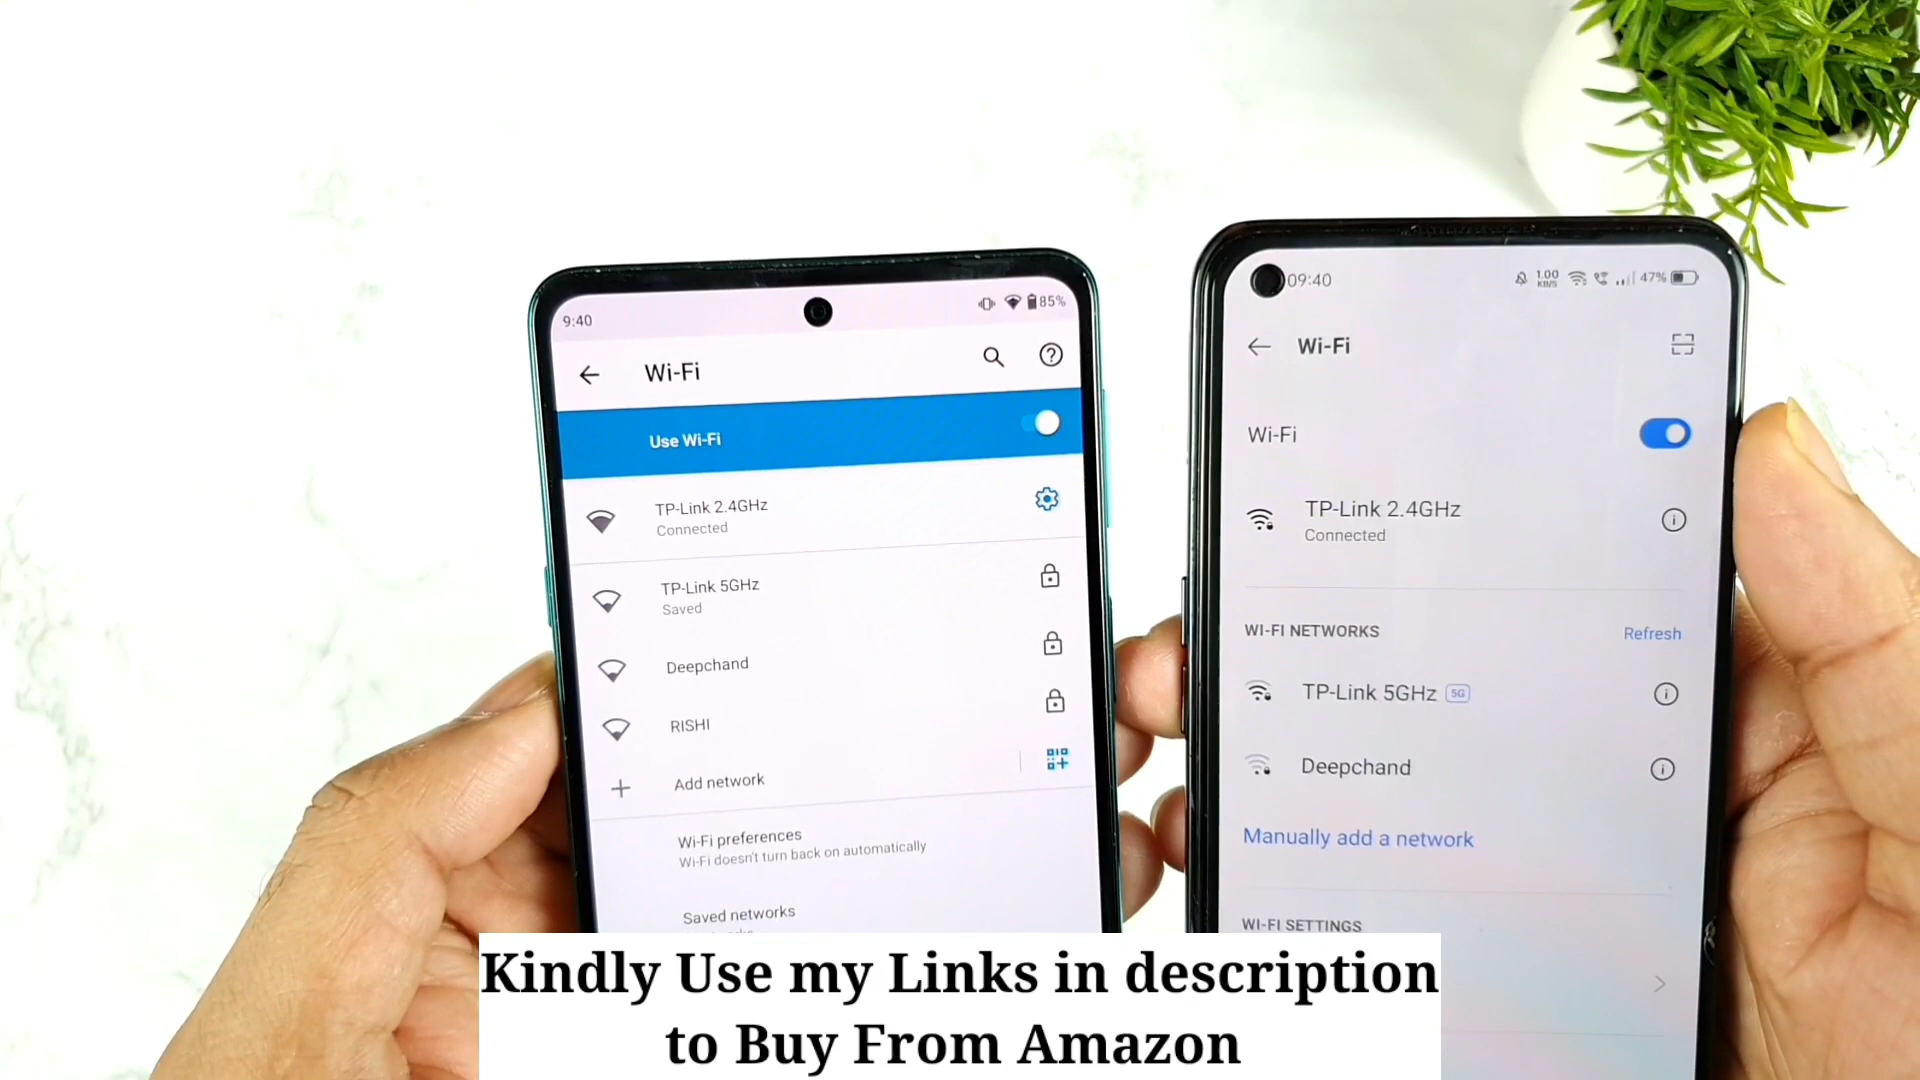 9:40
85%
Wi-Fi
Use Wi-Fi
TP-Link 2.4GHz
Connected
TP-Link 5GHz
Saved
Deepchand
RISHI
Add network
Wi-Fi preferences
Wi-Fi doesn't turn back on automatically
Saved networks
09:40
1.00
KB/S
47%
Wi-Fi
Wi-Fi
TP-Link 2.4GHz
Connected
WI-FI NETWORKS
Refresh
TP-Link 5GHz 5G
Deepchand
Manually add a network
WI-FI SETTINGS
Kindly Use my Links in description
to Buy From Amazon